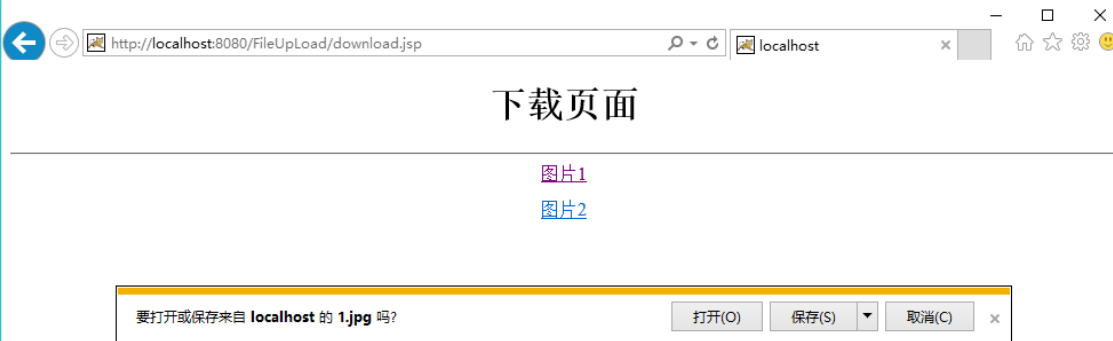 http://localhost:8080/FileUpLoad/download.jsp
localhost
下载页面
图片1
图片2
要打开或保存来自 localhost 的 1.jpg 吗?
打开(O)
保存(S)
取消(C)